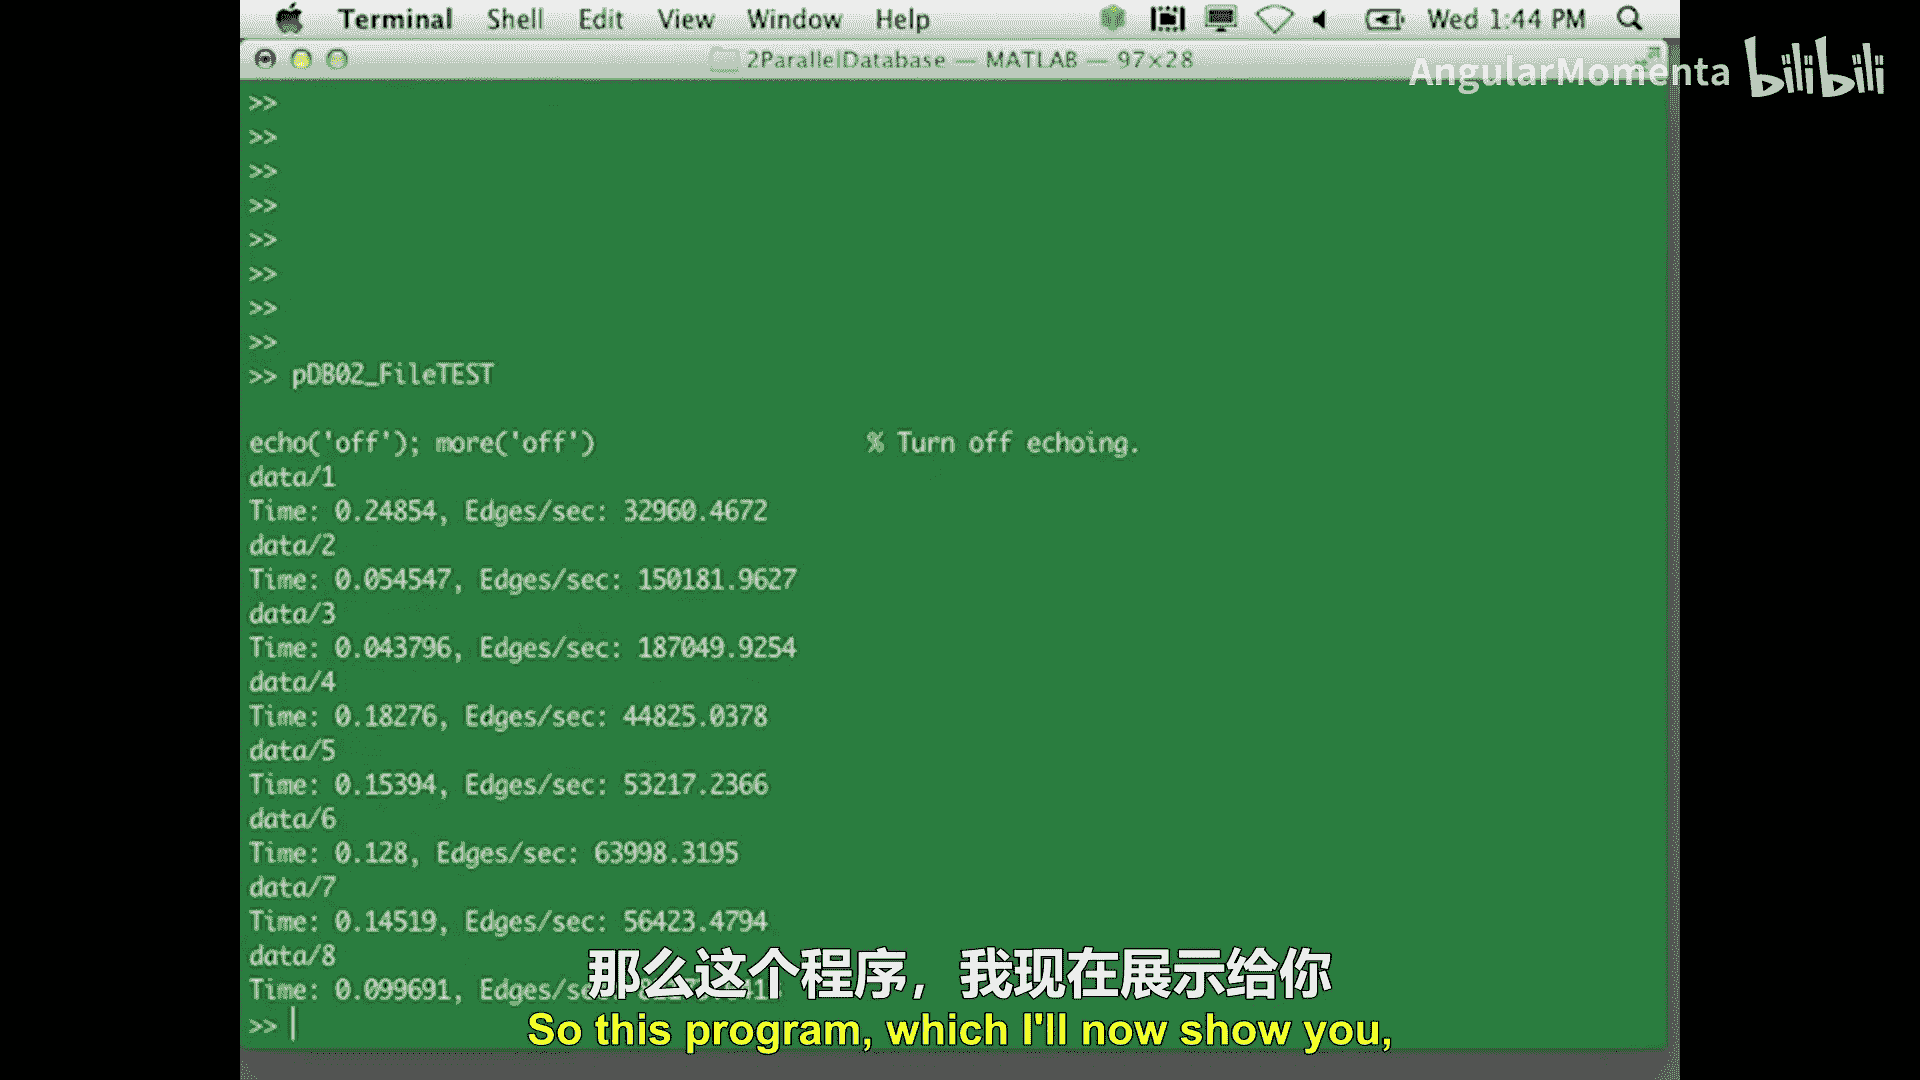 Terminal Shell Edit View Window Help Wed 1:44 PM
2ParallelDatabase — MATLAB — 97×28
AngularMomenta bilibili
>>
>>
>>
>>
>>
>>
>>
>>
>> pDB02_FileTEST
echo('off'); more('off') % Turn off echoing.
data/1
Time: 0.24854, Edges/sec: 32960.4672
data/2
Time: 0.054547, Edges/sec: 150181.9627
data/3
Time: 0.043796, Edges/sec: 187049.9254
data/4
Time: 0.18276, Edges/sec: 44825.0378
data/5
Time: 0.15394, Edges/sec: 53217.2366
data/6
Time: 0.128, Edges/sec: 63998.3195
data/7
Time: 0.14519, Edges/sec: 56423.4794
data/8
Time: 0.099691,
>>
那么这个程序，我现在展示给你
So this program, which I'll now show you,